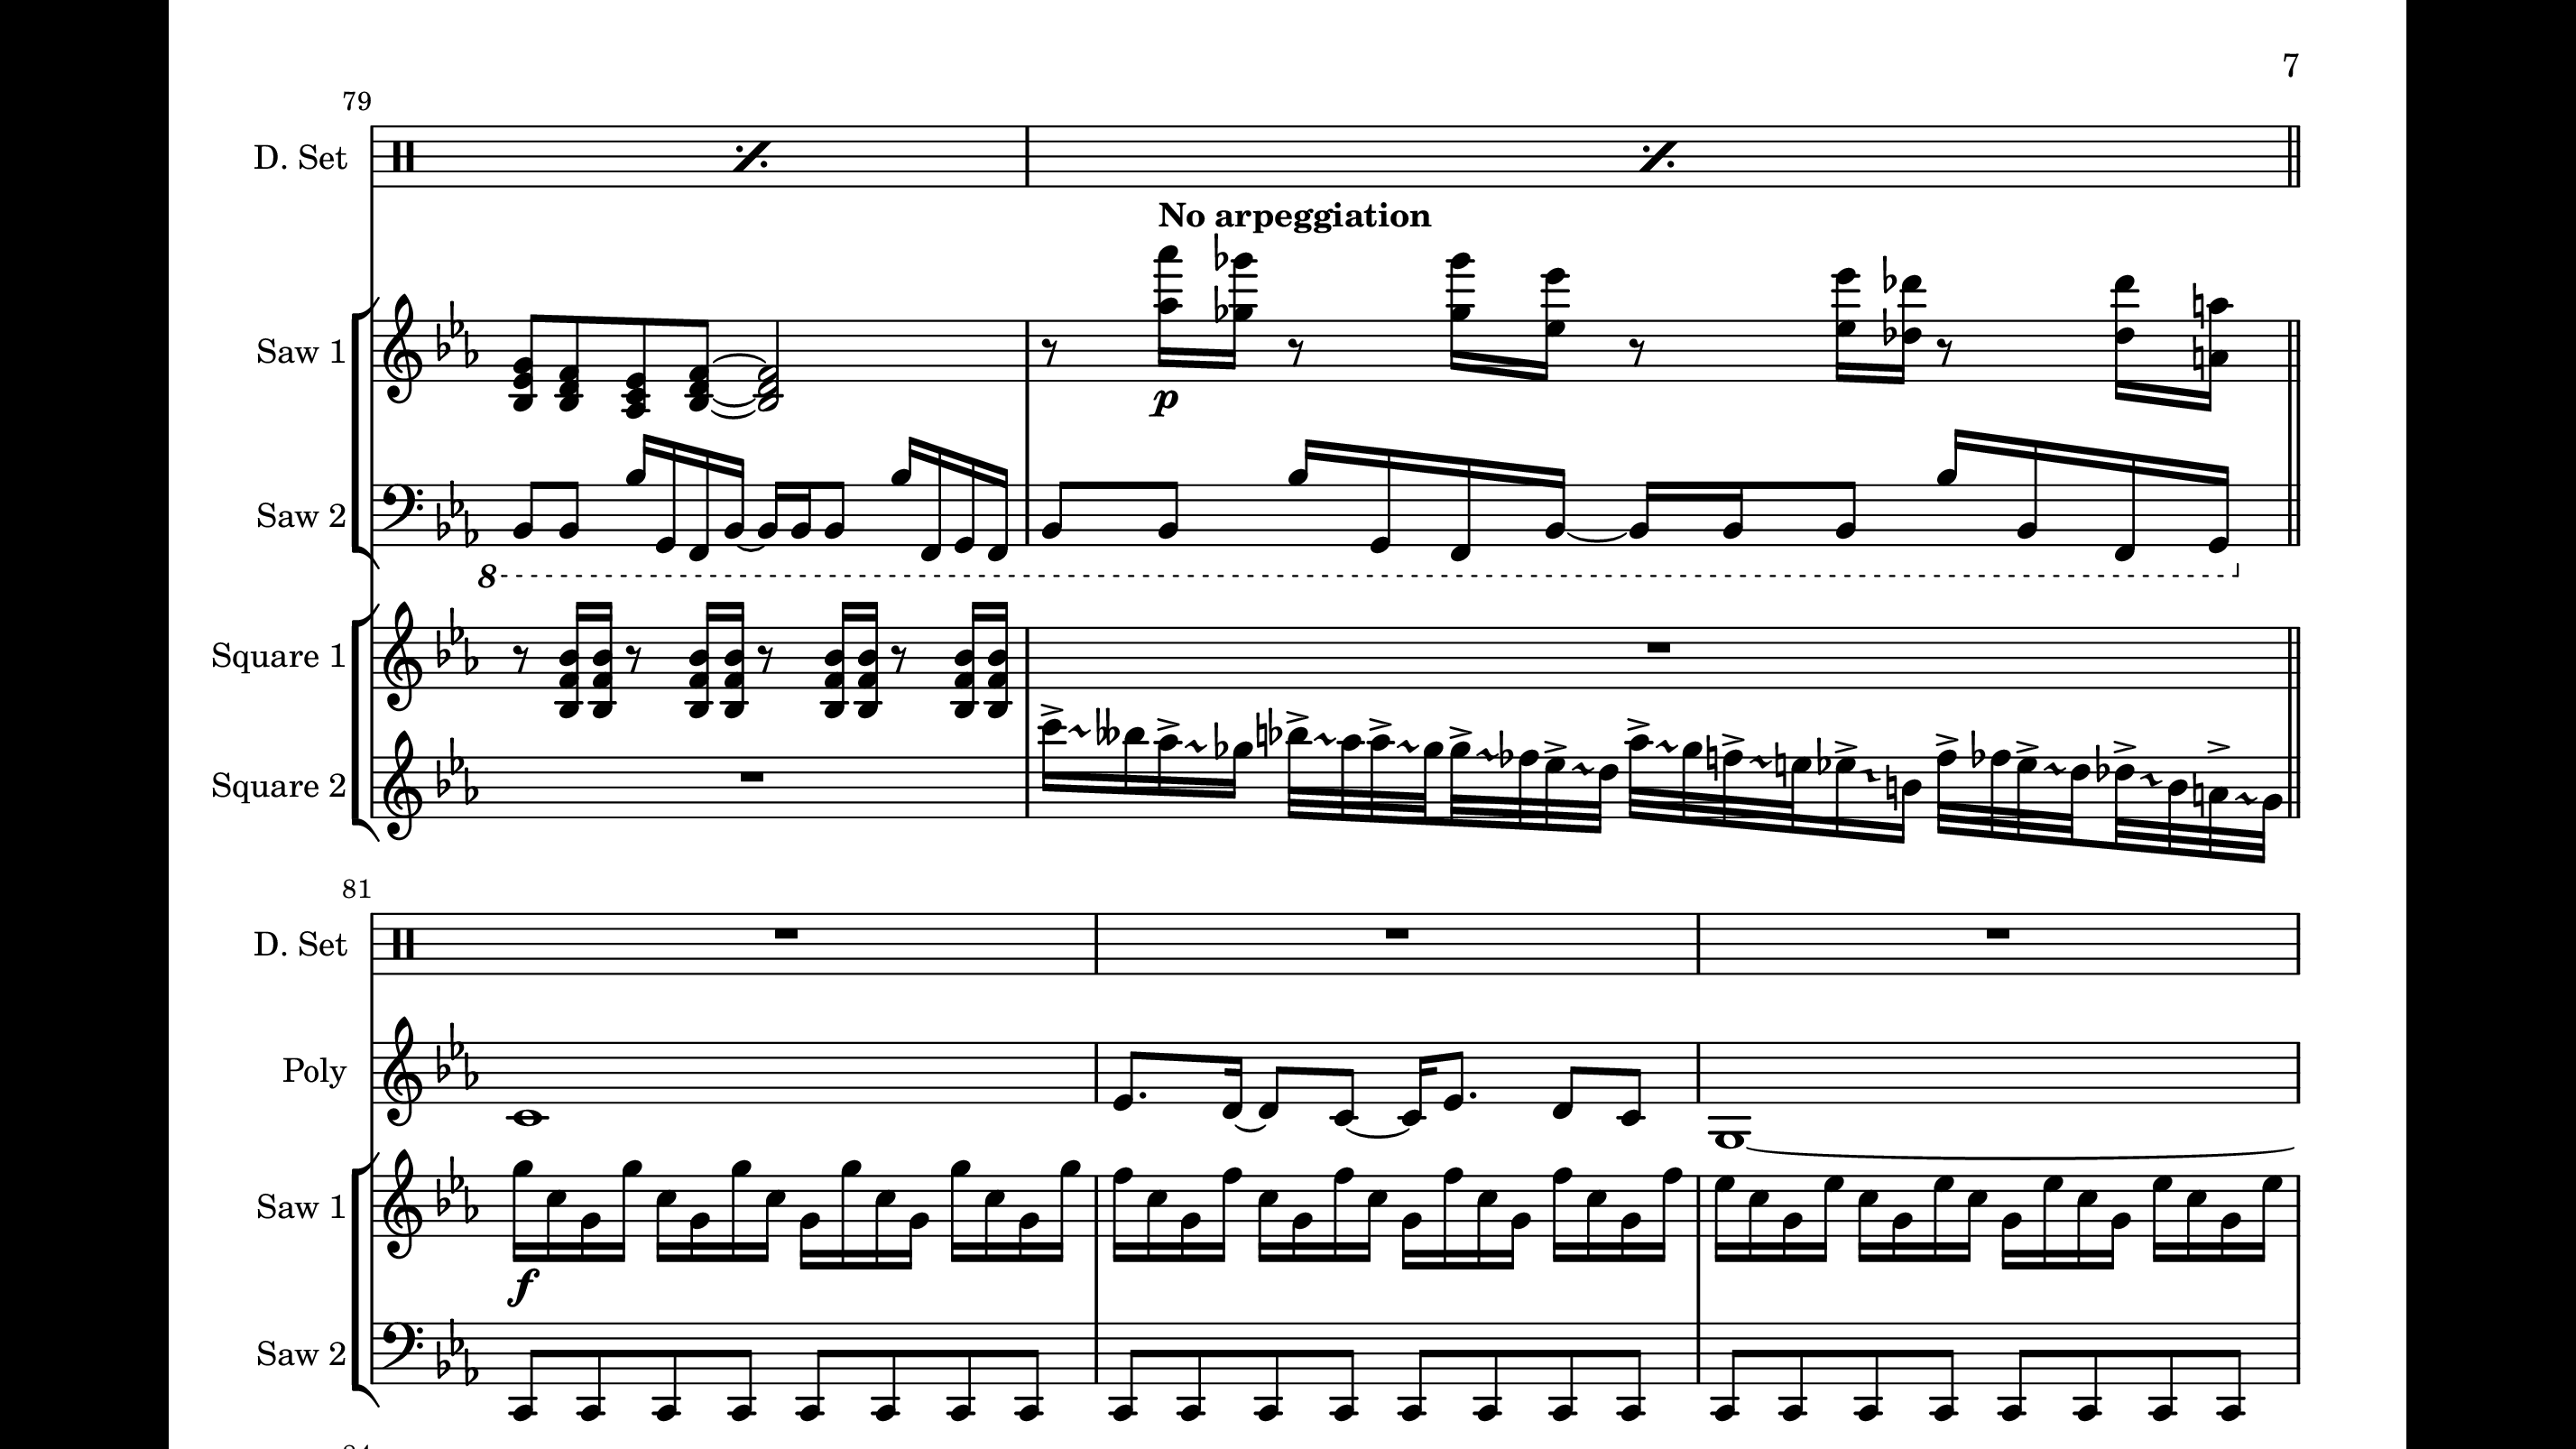 7
79
D. Set
No arpeggiation
Saw 1
p
Saw 2
8
Square 1
Square 2
81
D. Set
Poly
Saw 1
f
Saw 2